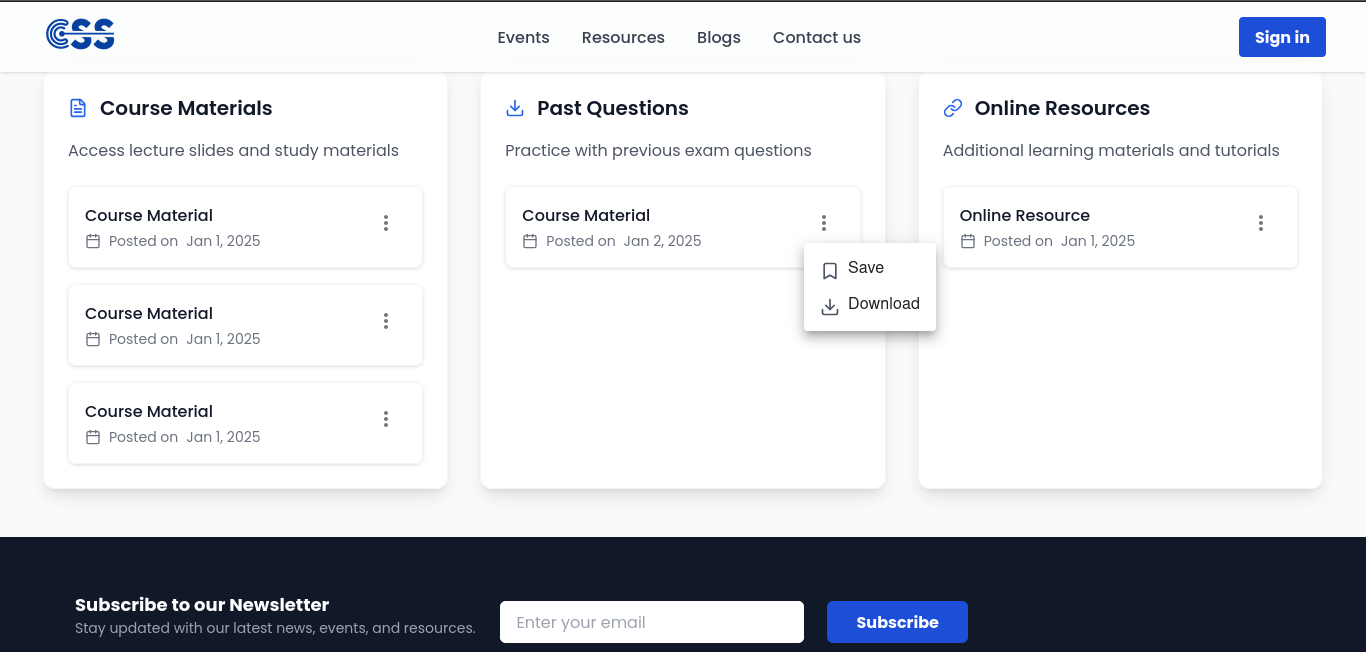 CSS
Events
Resources
Blogs
Contact us
Sign in
Course Materials
Access lecture slides and study materials
Course Material
Posted on Jan 1, 2025
Course Material
Posted on Jan 1, 2025
Course Material
Posted on Jan 1, 2025
Past Questions
Practice with previous exam questions
Course Material
Posted on Jan 2, 2025
Save
Download
Online Resources
Additional learning materials and tutorials
Online Resource
Posted on Jan 1, 2025
Subscribe to our Newsletter
Stay updated with our latest news, events, and resources.
Enter your email
Subscribe